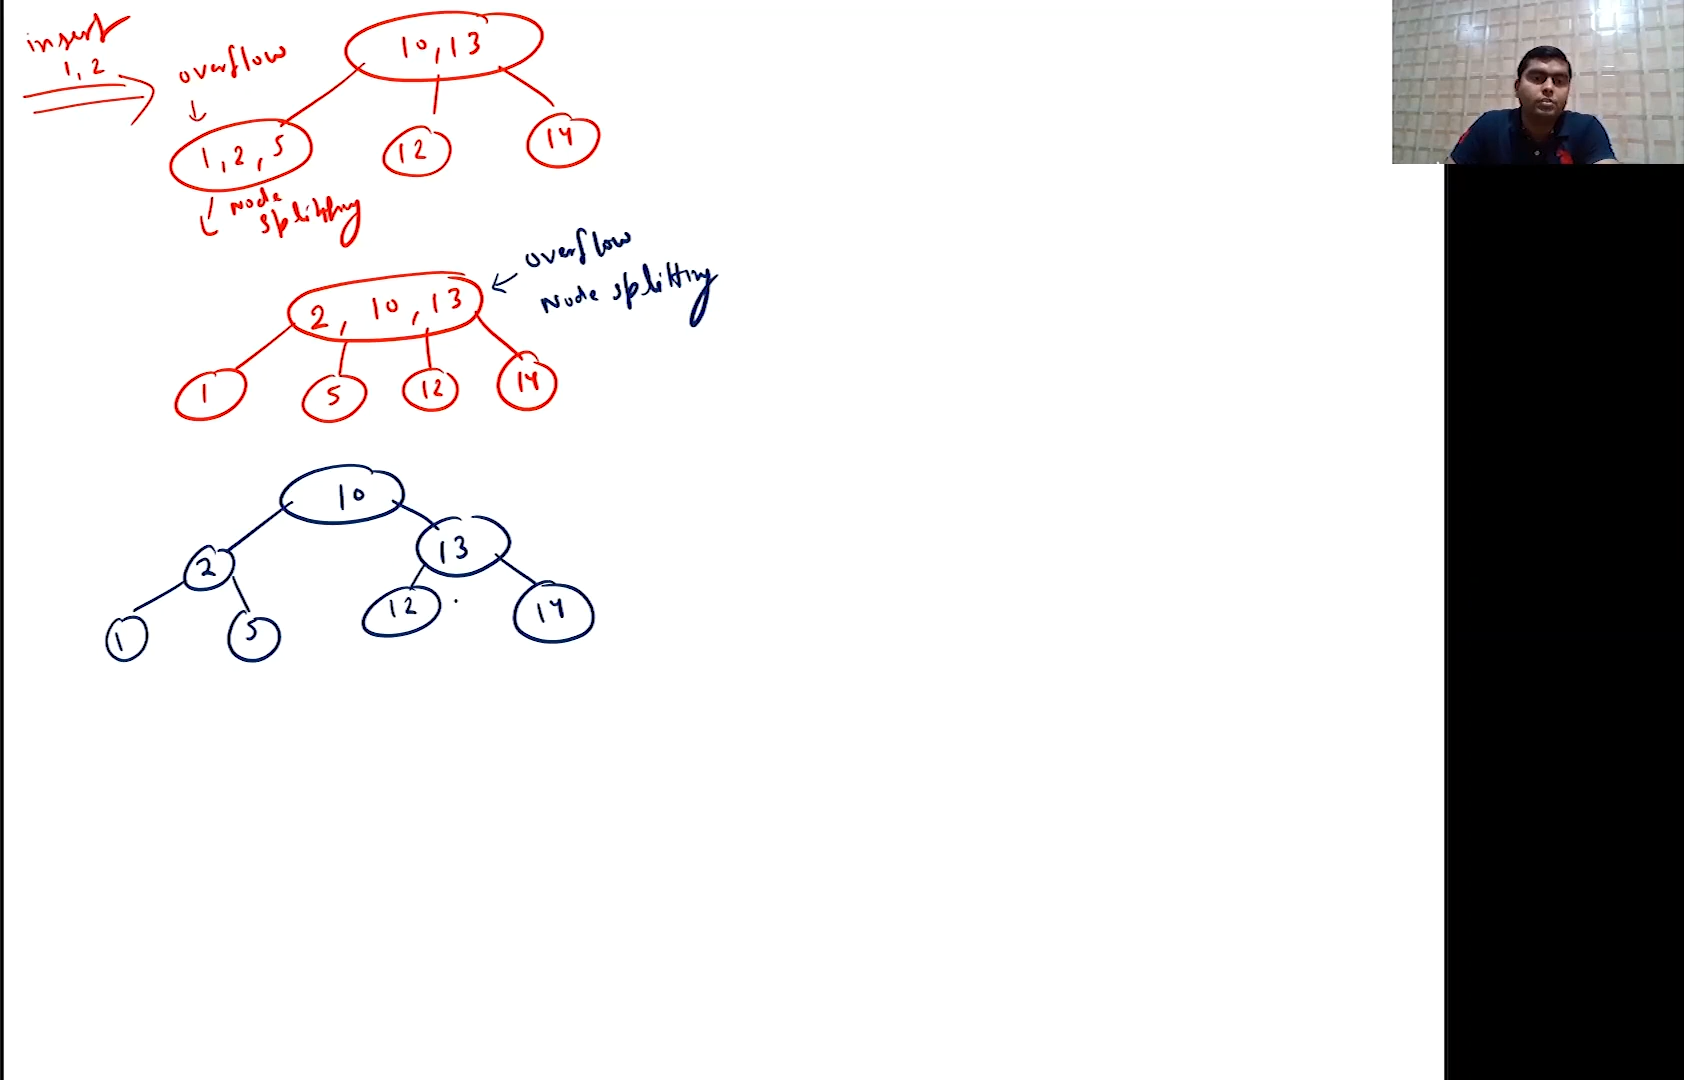 insert
1, 2
overflow
10, 13
1, 2, 5
12
14
Node
splitting
overflow
Node splitting
2, 10, 13
1
5
12
14
10
2
13
1
5
12
14